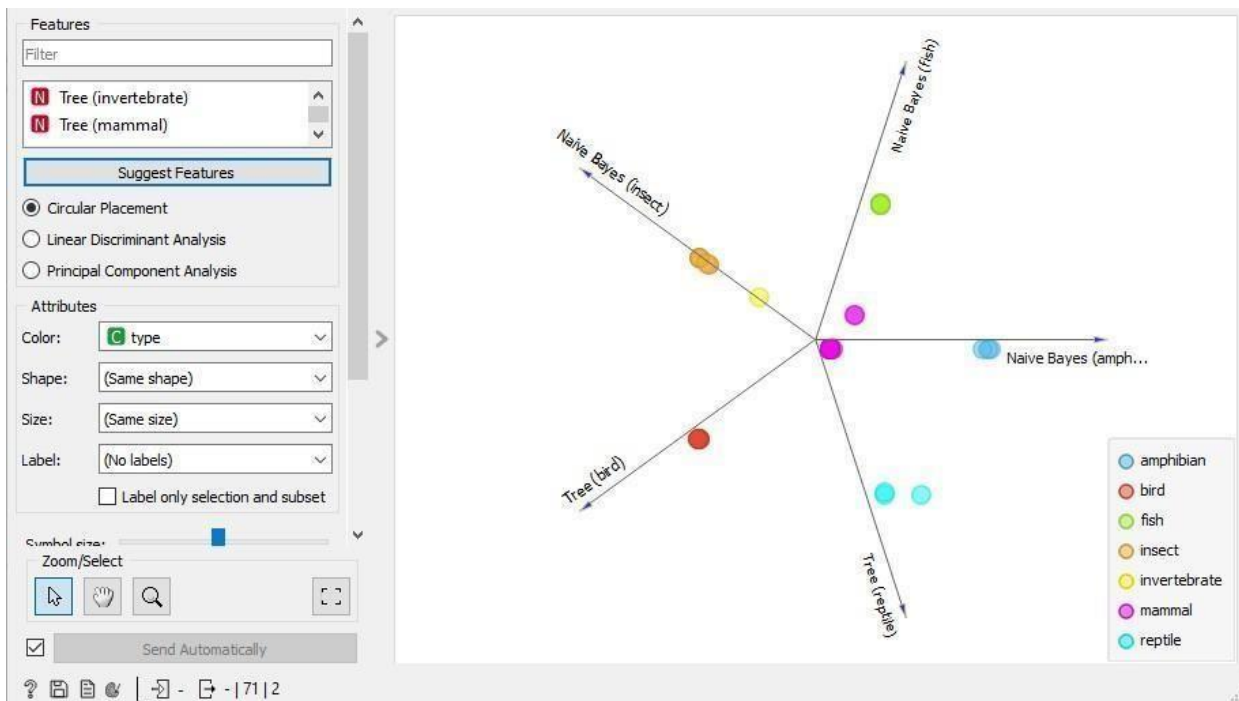 Features
Filter
N Tree (invertebrate)
N Tree (mammal)
Suggest Features
Circular Placement
Linear Discriminant Analysis
Principal Component Analysis
Attributes
Color: C type
Shape: (Same shape)
Size: (Same size)
Label: (No labels)
Label only selection and subset
Symbol size:
Zoom/Select
Send Automatically
? - - | 71 | 2
Naive Bayes (fish)
Naive Bayes (insect)
Naive Bayes (amph...
Tree (bird)
Tree (reptile)
amphibian
bird
fish
insect
invertebrate
mammal
reptile